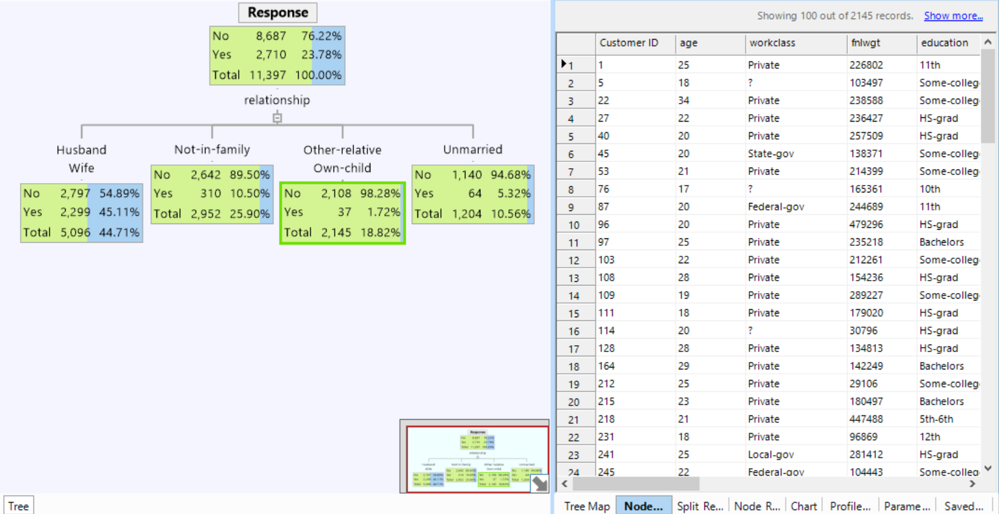 Response
No 8,687 76.22%
Yes 2,710 23.78%
Total 11,397 100.00%
relationship
Husband
Wife
No 2,797 54.89%
Yes 2,299 45.11%
Total 5,096 44.71%
Not-in-family
No 2,642 89.50%
Yes 310 10.50%
Total 2,952 25.90%
Other-relative
Own-child
No 2,108 98.28%
Yes 37 1.72%
Total 2,145 18.82%
Unmarried
No 1,140 94.68%
Yes 64 5.32%
Total 1,204 10.56%
Response
relationship
Tree
Showing 100 out of 2145 records. Show more...
Customer ID age workclass fnlwgt education
1 1 25 Private 226802 11th
2 5 18 ? 103497 Some-colleg
3 22 34 Private 238588 Some-colleg
4 27 22 Private 236427 HS-grad
5 40 20 Private 257509 HS-grad
6 45 20 State-gov 138371 Some-colleg
7 53 21 Private 214399 Some-colleg
8 76 17 ? 165361 10th
9 87 20 Federal-gov 244689 11th
10 96 20 Private 479296 HS-grad
11 97 25 Private 235218 Bachelors
12 103 22 Private 212261 Some-colleg
13 108 28 Private 154236 HS-grad
14 109 19 Private 289227 Some-colleg
15 111 18 Private 179020 HS-grad
16 114 20 ? 30796 HS-grad
17 128 28 Private 134813 HS-grad
18 164 29 Private 142249 Bachelors
19 212 25 Private 29106 Some-colleg
20 215 23 Private 180497 Bachelors
21 218 21 Private 447488 5th-6th
22 231 18 Private 96869 12th
23 241 25 Local-gov 281412 HS-grad
24 245 22 Federal-gov 104443 Some-colleg
Tree Map Node... Split Re... Node R... Chart Profile... Parame... Saved...